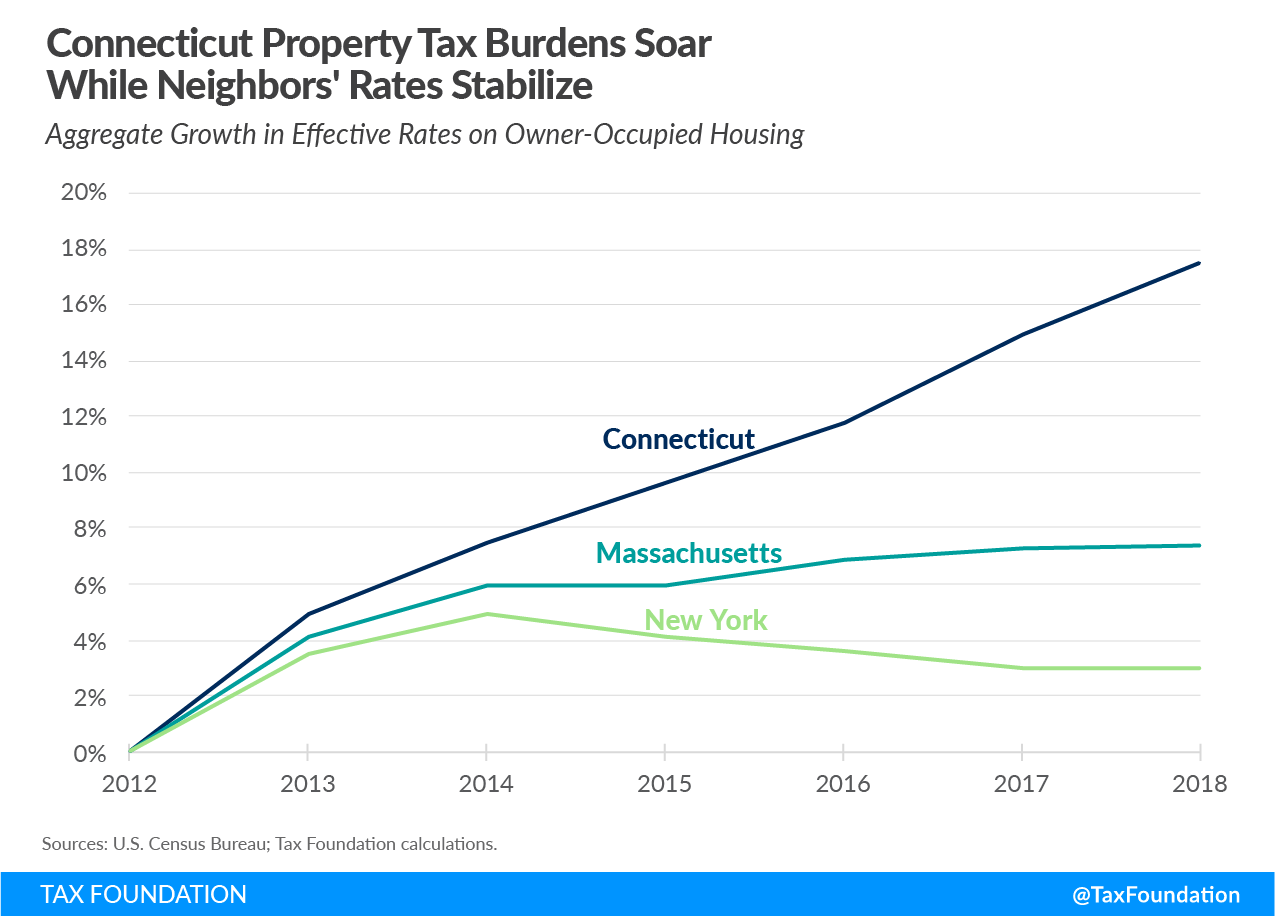 Connecticut Property Tax Burdens Soar
While Neighbors' Rates Stabilize
Aggregate Growth in Effective Rates on Owner-Occupied Housing
20%
18%
16%
14%
12%
10%
8%
6%
4%
2%
0%
Connecticut
Massachusetts
New York
2012 2013 2014 2015 2016 2017 2018
Sources: U.S. Census Bureau; Tax Foundation calculations.
TAX FOUNDATION @TaxFoundation